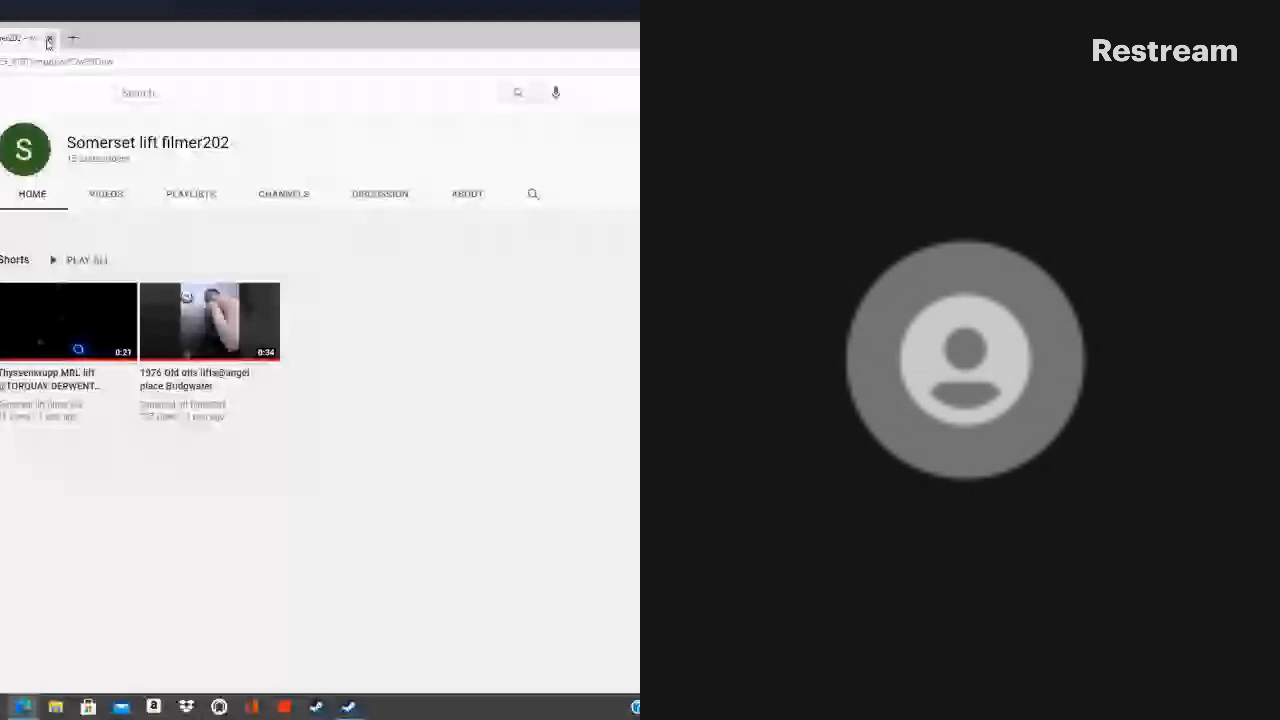 Restream
Search
S
Somerset lift filmer202
HOME VIDEOS PLAYLISTS CHANNELS DISCUSSION ABOUT
Shorts PLAY ALL
0:21 0:34
Thyssenkrupp MRL lift
@TORQUAY DERWENT...
1976 Old otis lifts@angel
place Bridgwater